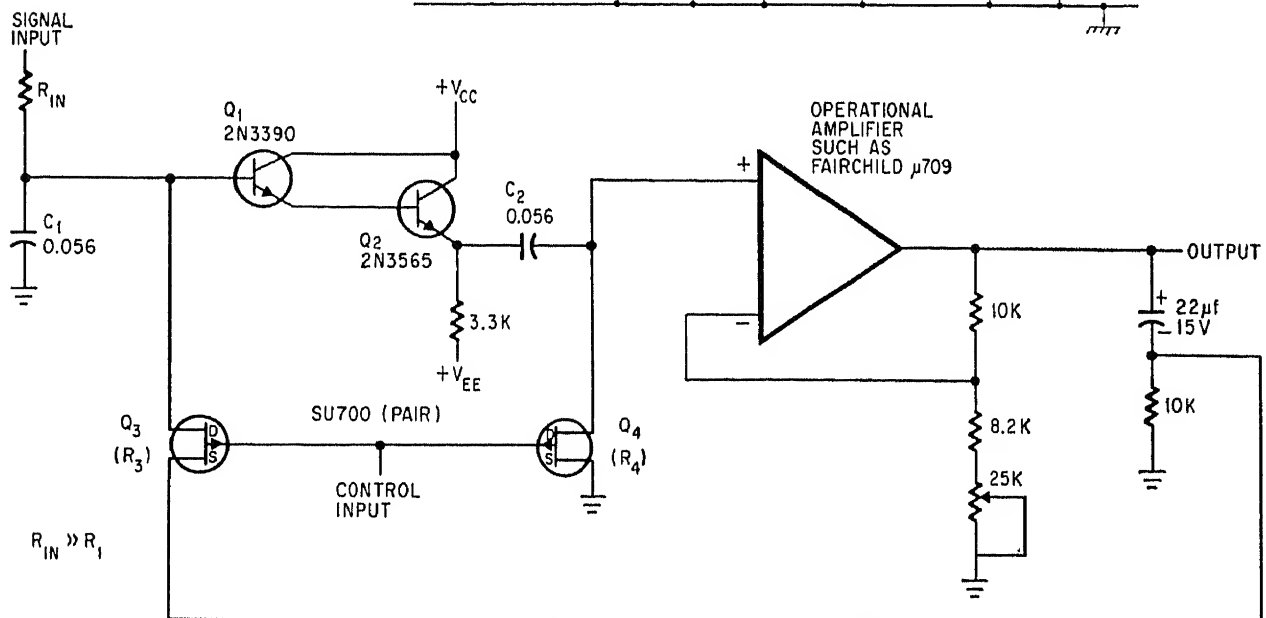 SIGNAL
INPUT
R_IN
Q1
2N3390
+V_CC
C1
0.056
Q2
2N3565
C2
0.056
3.3K
+V_EE
OPERATIONAL
AMPLIFIER
SUCH AS
FAIRCHILD μ709
+
−
10K
OUTPUT
+
22μf
− 15V
8.2K
10K
25K
SU700 (PAIR)
Q3
(R3)
D
S
CONTROL
INPUT
D
S
Q4
(R4)
R_IN >> R1